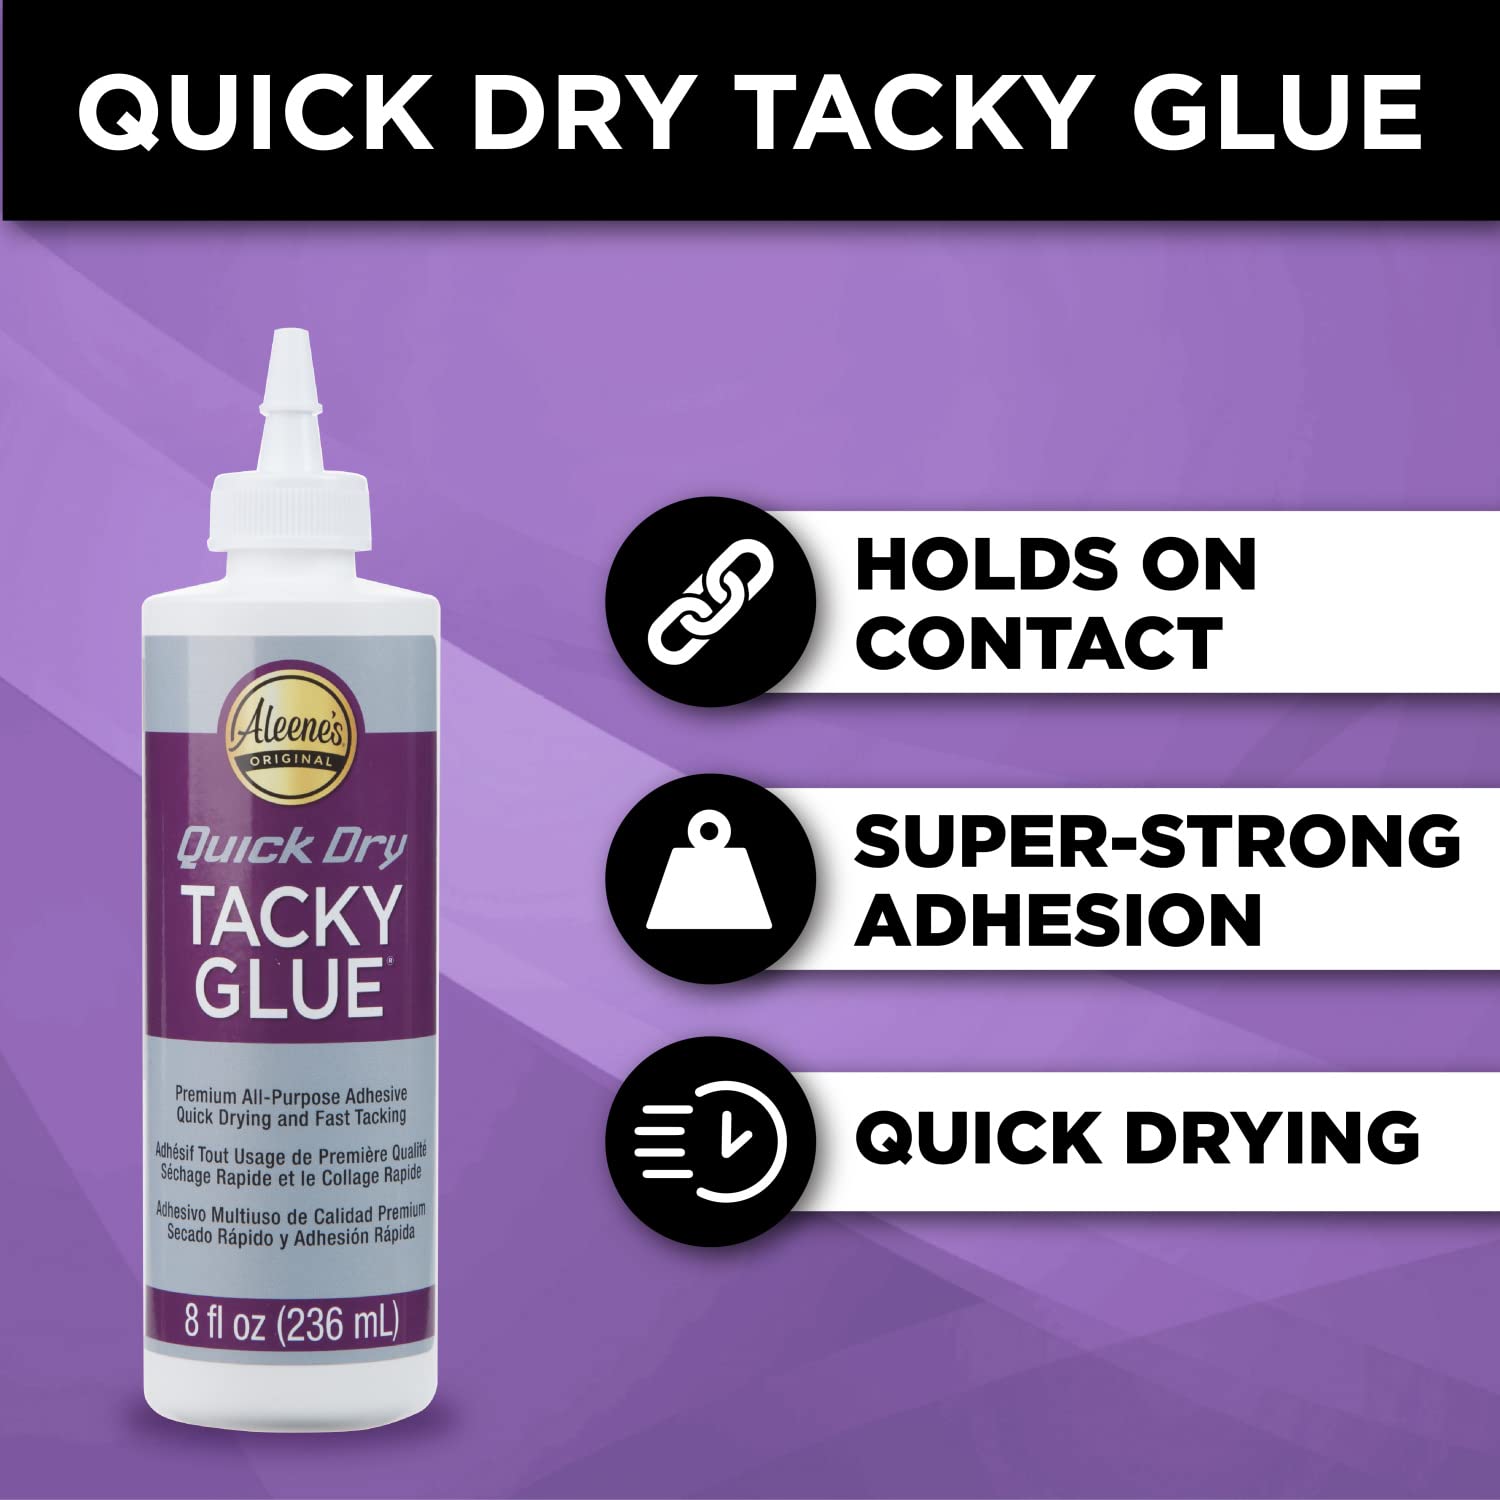 QUICK DRY TACKY GLUE
HOLDS ON
CONTACT
SUPER-STRONG
ADHESION
QUICK DRYING
Aleene's®
ORIGINAL
Quick Dry
TACKY
GLUE®
Premium All-Purpose Adhesive
Quick Drying and Fast Tacking
Adhésif Tout Usage de Première Qualité
Séchage Rapide et le Collage Rapide
Adhesivo Multiuso de Calidad Premium
Secado Rápido y Adhesión Rápida
8 fl oz (236 mL)